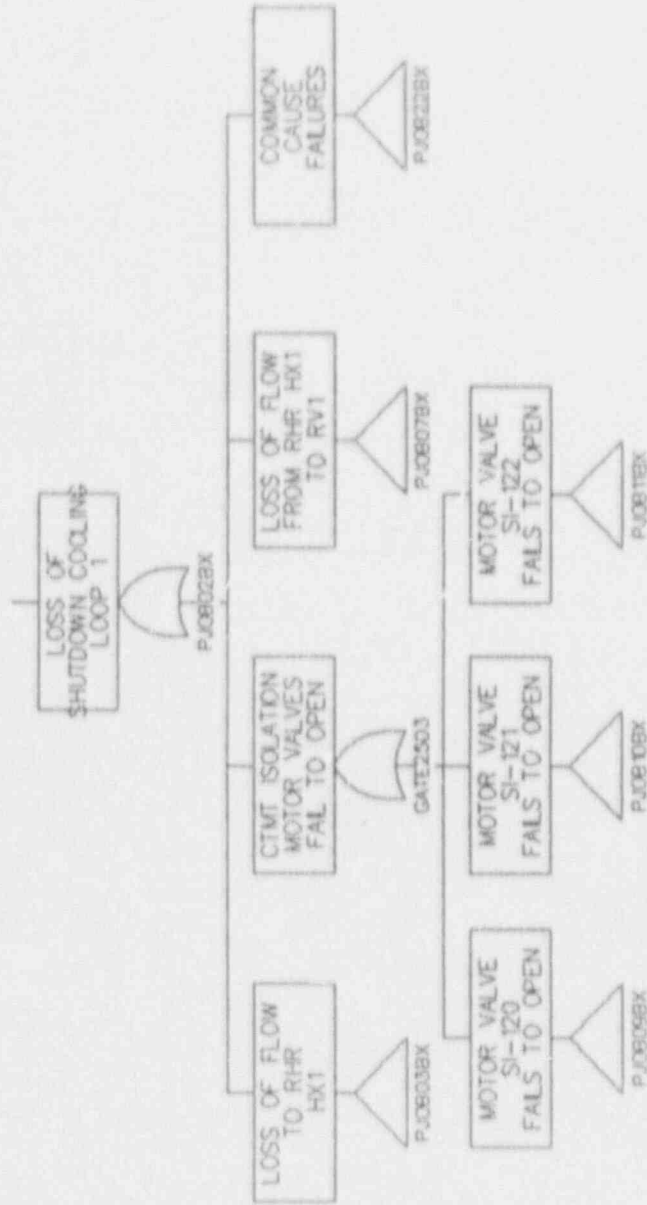 LOSS OF
SHUTDOWN COOLING
LOOP 1
PJOB02BX
LOSS OF FLOW
TO RHR
HX1
PJOB03BX
CTMT ISOLATION
MOTOR VALVES
FAIL TO OPEN
GATE2503
LOSS OF FLOW
FROM RHR HX1
TO RV1
PJOB07BX
COMMON
CAUSE
FAILURES
PJOB22BX
MOTOR VALVE
SI-120
FAILS TO OPEN
PJOB09BX
MOTOR VALVE
SI-121
FAILS TO OPEN
PJOB10BX
MOTOR VALVE
SI-122
FAILS TO OPEN
PJOB11BX